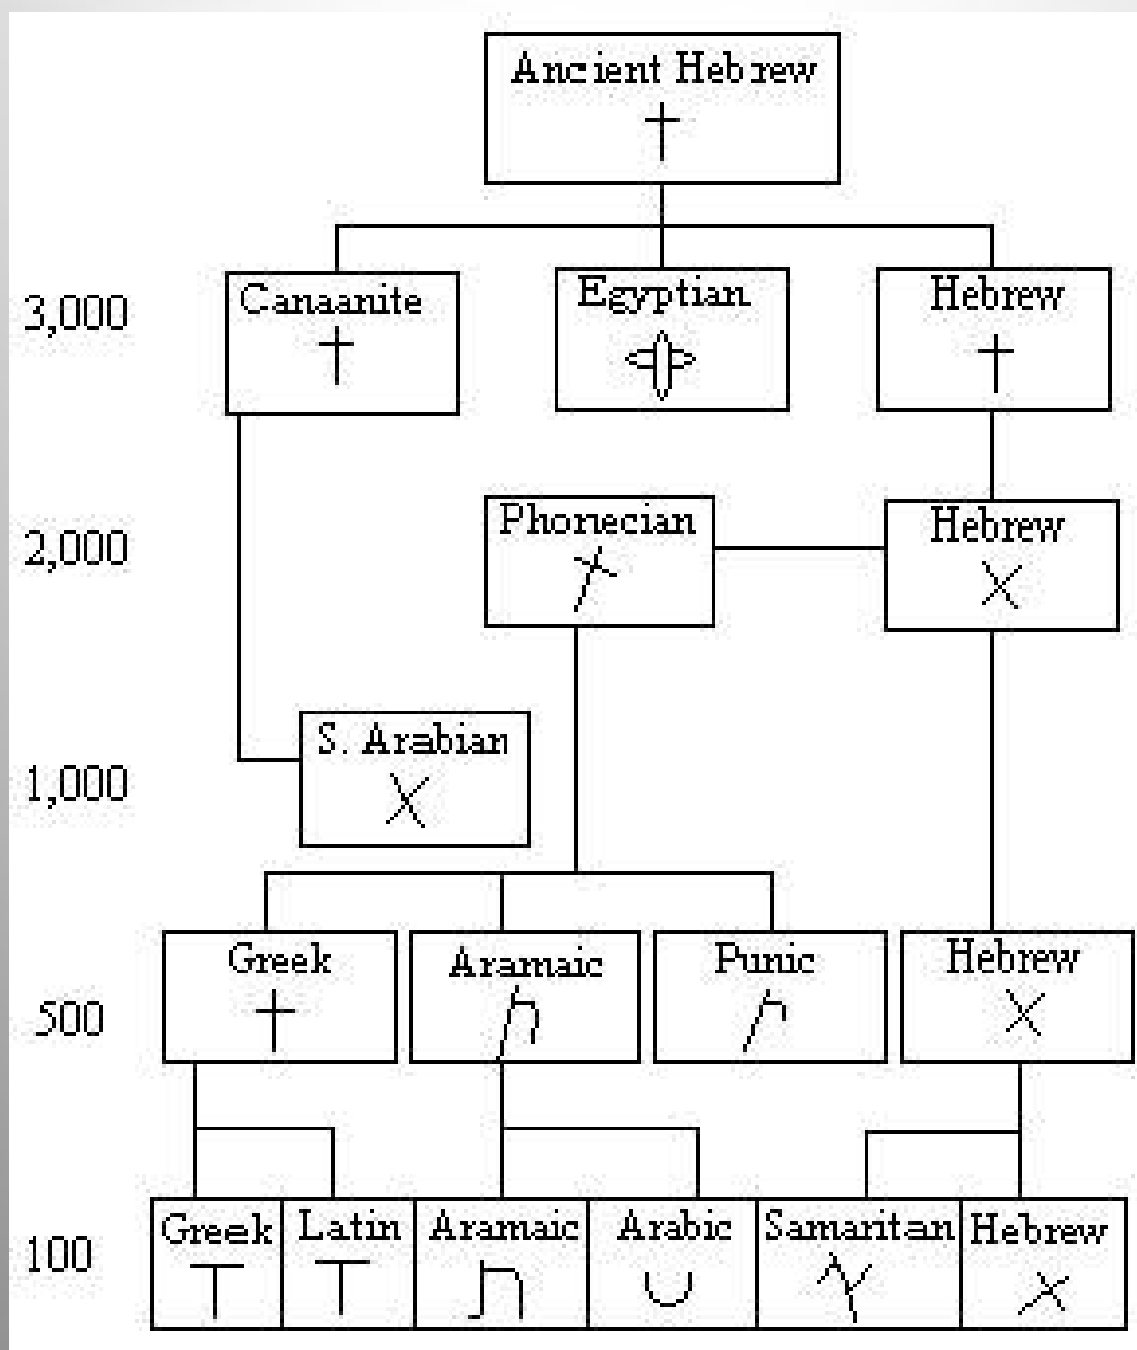 Ancient Hebrew
3,000
Canaanite
Egyptian
Hebrew
2,000
Phonecian
Hebrew
1,000
S. Arabian
500
Greek
Aramaic
Punic
Hebrew
100
Greek
Latin
Aramaic
Arabic
Samaritan
Hebrew